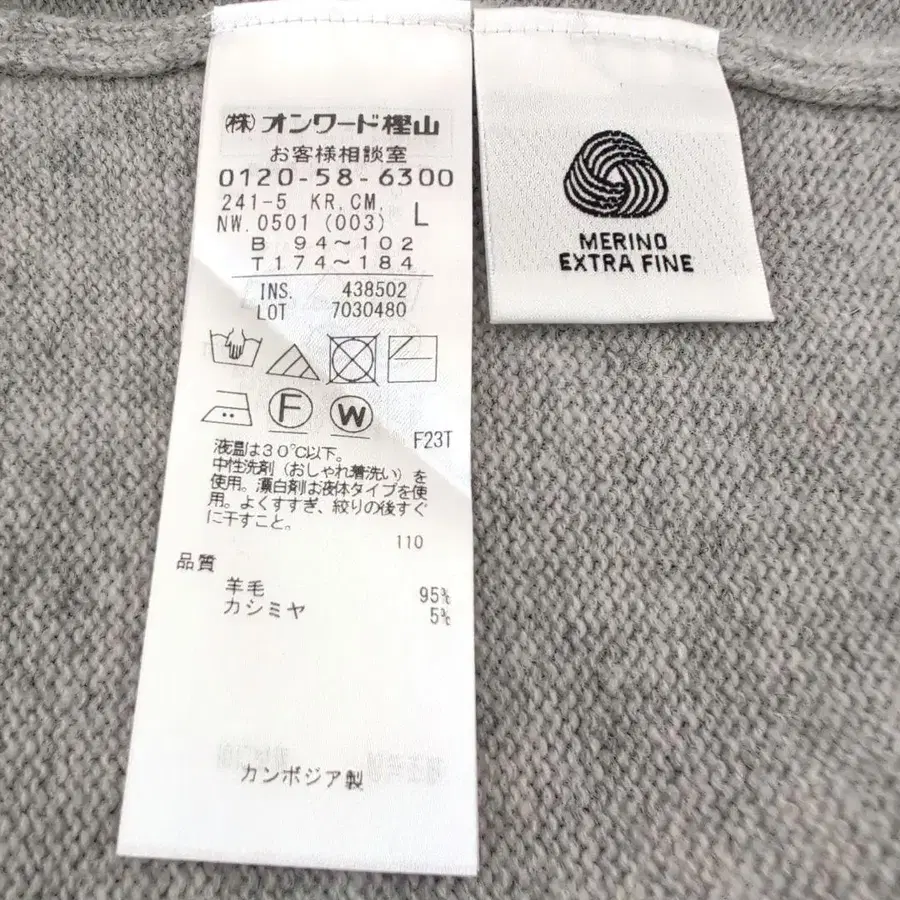 (株)オンワード樫山
お客様相談室
0120-58-6300
241-5 KR.CM.
NW.0501 (003) L
B 94～102
T174～184
INS. 438502
LOT 7030480
F
W
F23T
液温は30℃以下。
中性洗剤（おしゃれ着洗い）を
使用。漂白剤は液体タイプを使
用。よくすすぎ、絞りの後すぐ
に干すこと。
110
品質
羊毛 95%
カシミヤ 5%
カンボジア製
MERINO
EXTRA FINE